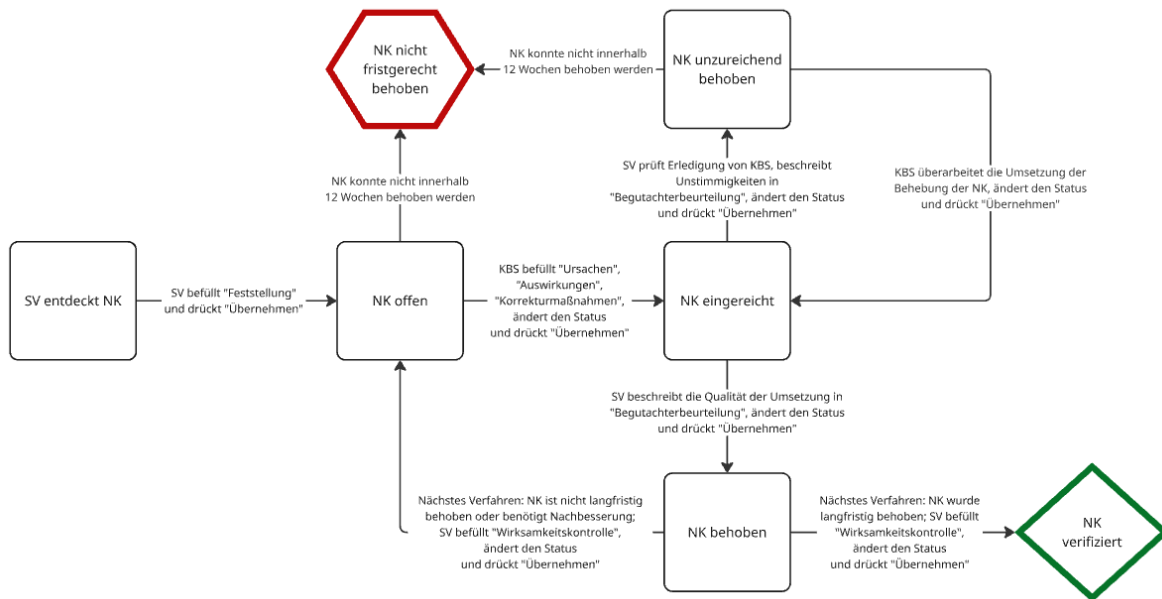 NK nicht
fristgerecht
behoben
NK konnte nicht innerhalb
12 Wochen behoben werden
NK unzureichend
behoben
NK konnte nicht innerhalb
12 Wochen behoben werden
SV prüft Erledigung von KBS, beschreibt
Unstimmigkeiten in
"Begutachterbeurteilung", ändert den Status
und drückt "Übernehmen"
KBS überarbeitet die Umsetzung der
Behebung der NK, ändert den Status
und drückt "Übernehmen"
SV entdeckt NK
SV befüllt "Feststellung"
und drückt "Übernehmen"
NK offen
KBS befüllt "Ursachen",
"Auswirkungen",
"Korrekturmaßnahmen",
ändert den Status
und drückt "Übernehmen"
NK eingereicht
SV beschreibt die Qualität der Umsetzung in
"Begutachterbeurteilung", ändert den Status
und drückt "Übernehmen"
Nächstes Verfahren: NK ist nicht langfristig
behoben oder benötigt Nachbesserung;
SV befüllt "Wirksamkeitskontrolle",
ändert den Status
und drückt "Übernehmen"
NK behoben
Nächstes Verfahren: NK wurde
langfristig behoben; SV befüllt
"Wirksamkeitskontrolle",
ändert den Status
und drückt "Übernehmen"
NK
verifiziert